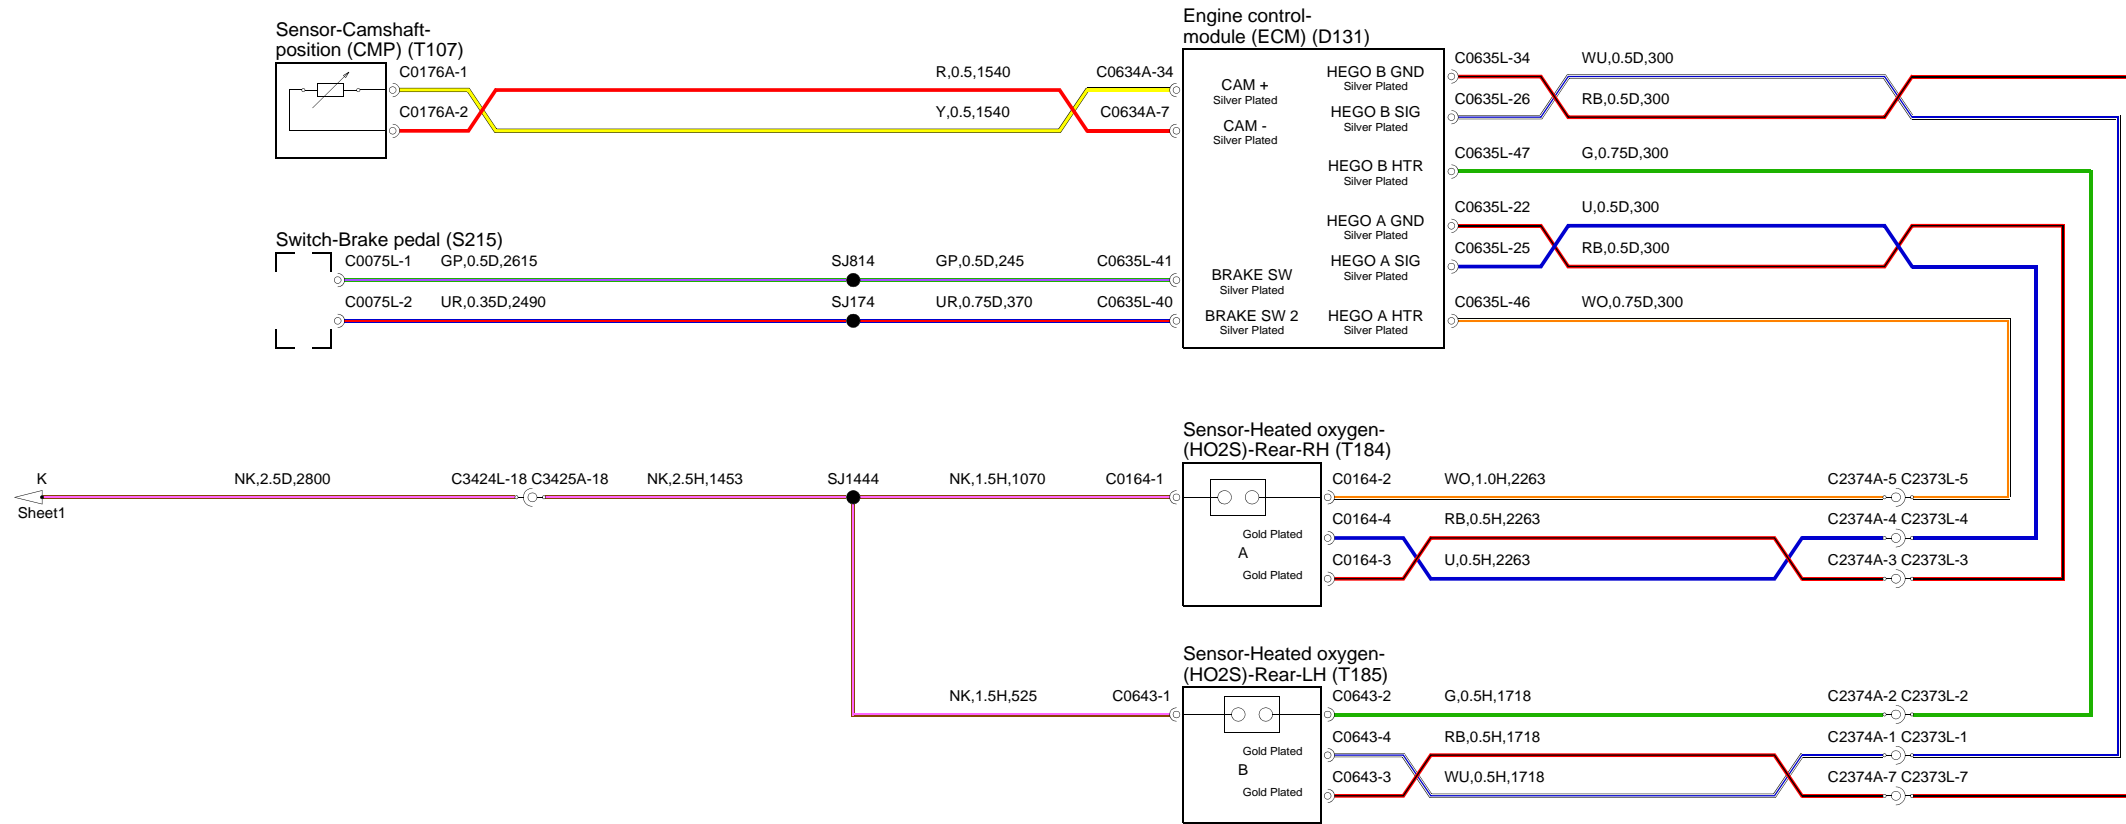 Sensor-Camshaft-
position (CMP) (T107)
C0176A-1
R,0.5,1540
C0634A-34
C0176A-2
Y,0.5,1540
C0634A-7
Engine control-
module (ECM) (D131)
CAM +
Silver Plated
CAM -
Silver Plated
HEGO B GND
Silver Plated
HEGO B SIG
Silver Plated
HEGO B HTR
Silver Plated
HEGO A GND
Silver Plated
HEGO A SIG
Silver Plated
BRAKE SW
Silver Plated
BRAKE SW 2
Silver Plated
HEGO A HTR
Silver Plated
C0635L-34
WU,0.5D,300
C0635L-26
RB,0.5D,300
C0635L-47
G,0.75D,300
C0635L-22
U,0.5D,300
C0635L-25
RB,0.5D,300
C0635L-46
WO,0.75D,300
Switch-Brake pedal (S215)
C0075L-1
GP,0.5D,2615
SJ814
GP,0.5D,245
C0635L-41
C0075L-2
UR,0.35D,2490
SJ174
UR,0.75D,370
C0635L-40
K
Sheet1
NK,2.5D,2800
C3424L-18 C3425A-18
NK,2.5H,1453
SJ1444
NK,1.5H,1070
C0164-1
Sensor-Heated oxygen-
(HO2S)-Rear-RH (T184)
Gold Plated
A
Gold Plated
C0164-2
WO,1.0H,2263
C2374A-5 C2373L-5
C0164-4
RB,0.5H,2263
C2374A-4 C2373L-4
C0164-3
U,0.5H,2263
C2374A-3 C2373L-3
NK,1.5H,525
C0643-1
Sensor-Heated oxygen-
(HO2S)-Rear-LH (T185)
Gold Plated
B
Gold Plated
C0643-2
G,0.5H,1718
C2374A-2 C2373L-2
C0643-4
RB,0.5H,1718
C2374A-1 C2373L-1
C0643-3
WU,0.5H,1718
C2374A-7 C2373L-7